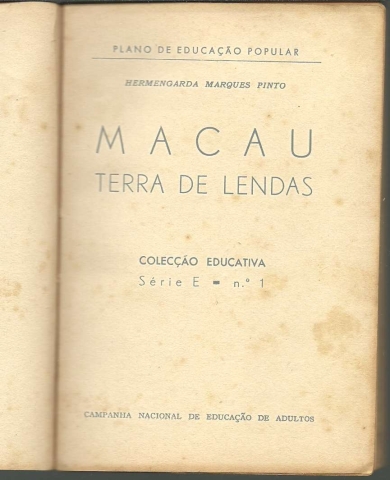 PLANO DE EDUCAÇÃO POPULAR
HERMENGARDA MARQUES PINTO
MACAU
TERRA DE LENDAS
COLECÇÃO EDUCATIVA
Série E - n.º 1
CAMPANHA NACIONAL DE EDUCAÇÃO DE ADULTOS